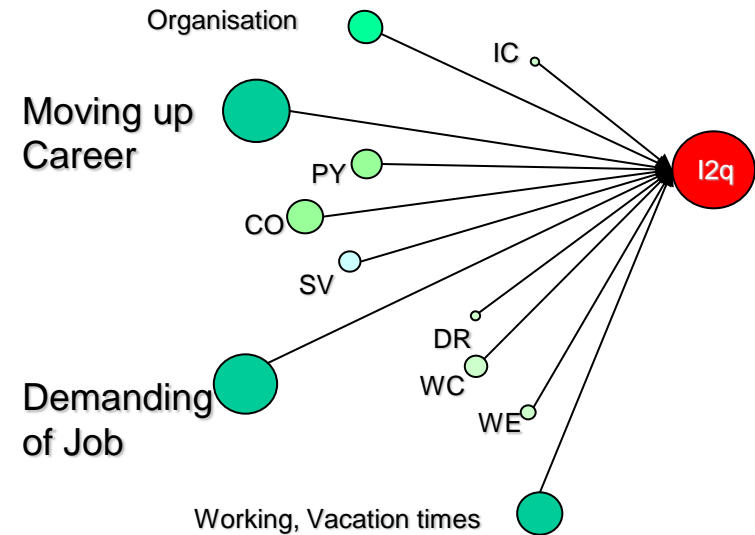 Organisation
IC
Moving up
Career
I2q
PY
CO
SV
DR
WC
Demanding
of Job
WE
Working, Vacation times